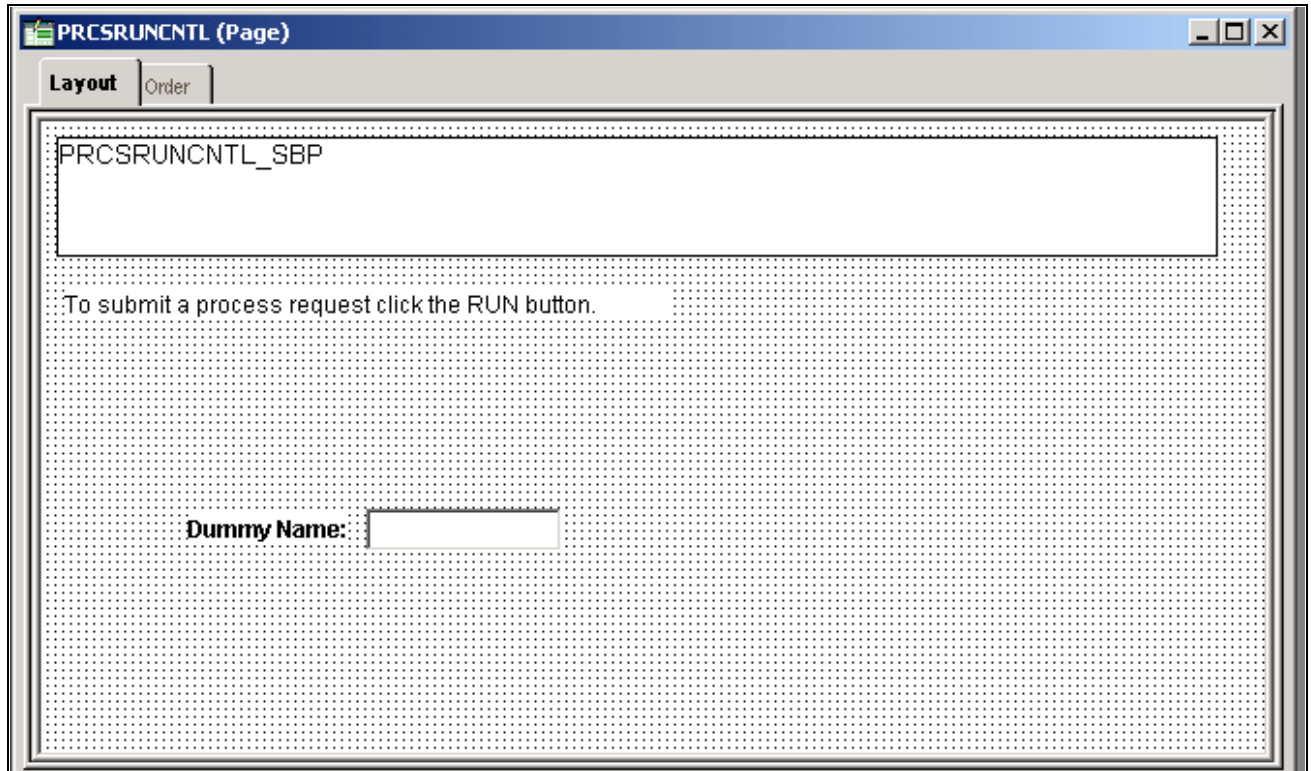 PRCSRUNCNTL (Page)
Layout Order
PRCSRUNCNTL_SBP
To submit a process request click the RUN button.
Dummy Name: